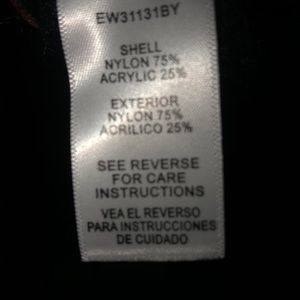 EW31131BY
SHELL
NYLON 75%
ACRYLIC 25%
EXTERIOR
NYLON 75%
ACRILICO 25%
SEE REVERSE
FOR CARE
INSTRUCTIONS
VEA EL REVERSO
PARA INSTRUCCIONES
DE CUIDADO